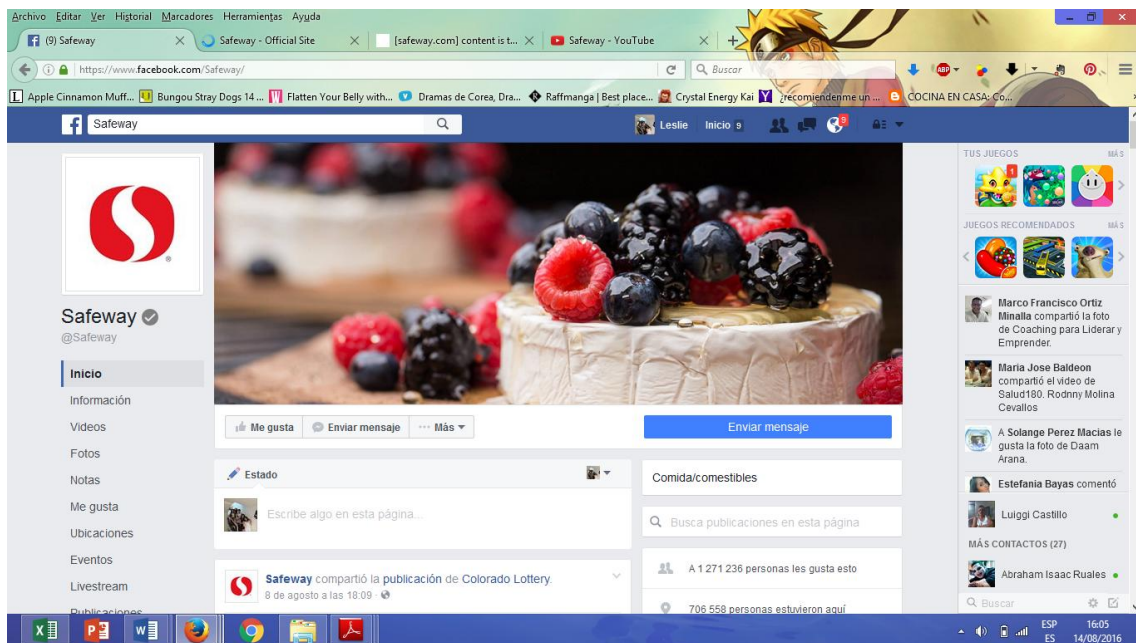 Archivo Editar Ver Historial Marcadores Herramientas Ayuda
(9) Safeway
Safeway - Official Site
[safeway.com] content is t...
Safeway - YouTube
https://www.facebook.com/Safeway/
Buscar
Apple Cinnamon Muff...
Bungou Stray Dogs 14 ...
Flatten Your Belly with...
Dramas de Corea, Dra...
Raffmanga | Best place...
Crystal Energy Kai
¿recomiendenme un ...
COCINA EN CASA: Co...
Safeway
Leslie
Inicio 9
9
Safeway
@Safeway
Inicio
Información
Videos
Fotos
Notas
Me gusta
Ubicaciones
Eventos
Livestream
Publicaciones
Me gusta
Enviar mensaje
Más
Enviar mensaje
Estado
Escribe algo en esta página...
Safeway compartió la publicación de Colorado Lottery.
8 de agosto a las 18:09
Comida/comestibles
Busca publicaciones en esta página
A 1 271 236 personas les gusta esto
706 558 personas estuvieron aquí
TUS JUEGOS MÁS
1
JUEGOS RECOMENDADOS MÁS
Marco Francisco Ortiz
Minalla compartió la foto
de Coaching para Liderar y
Emprender.
Maria Jose Baldeon
compartió el video de
Salud180. Rodnny Molina
Cevallos
A Solange Perez Macias le
gusta la foto de Daam
Arana.
Estefania Bayas comentó
Luiggi Castillo
MÁS CONTACTOS (27)
Abraham Isaac Ruales
Buscar
ESP
ES
16:05
14/08/2016